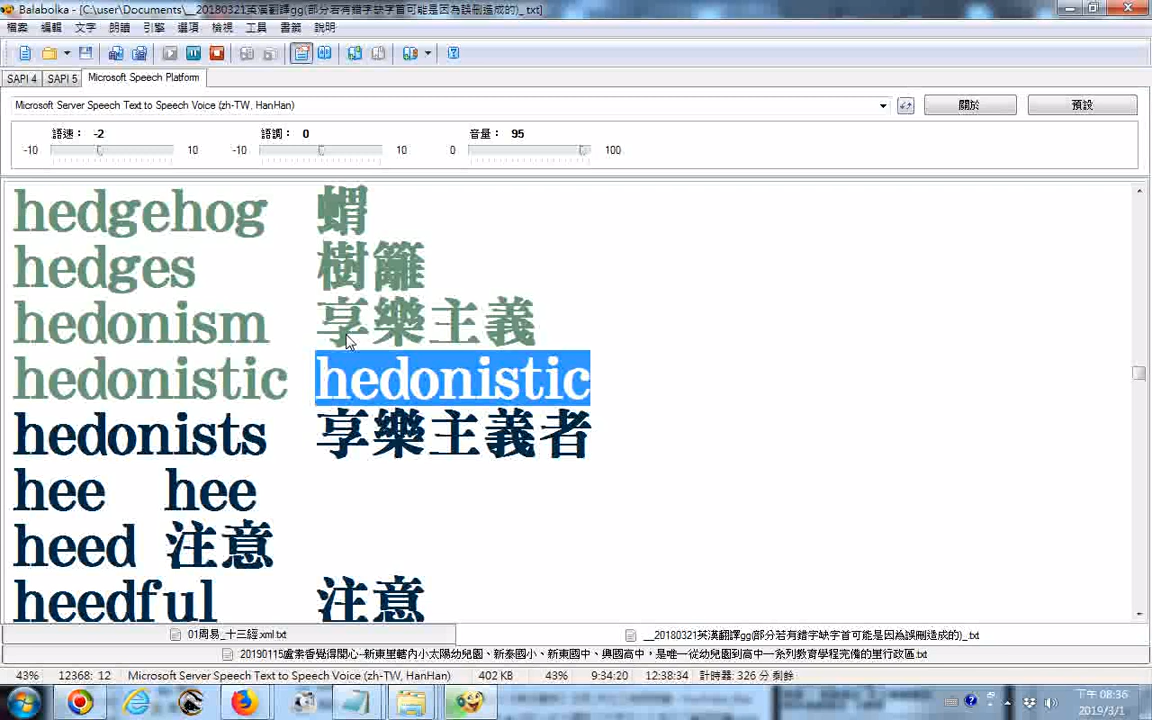 Balabolka - [C:\user\Documents\__20180321英漢翻譯gg(部分若有錯字缺字首可能是因為誤刪造成的)_.txt]
檔案 編輯 文字 朗讀 引擎 選項 檢視 工具 書籤 說明
SAPI 4 SAPI 5 Microsoft Speech Platform
Microsoft Server Speech Text to Speech Voice (zh-TW, HanHan) 關於 預設
語速： -2 語調： 0 音量： 95
-10 10 -10 10 0 100
hedgehog 蝟
hedges 樹籬
hedonism 享樂主義
hedonistic hedonistic
hedonists 享樂主義者
hee hee
heed 注意
heedful 注意
01周易_十三經.xml.txt __20180321英漢翻譯gg(部分若有錯字缺字首可能是因為誤刪造成的)_.txt
20190115盧素香覺得開心--新東里轄內小太陽幼兒園、新泰國小、新東國中、興國高中，是唯一從幼兒園到高中一系列教育學程完備的里行政區.txt
43% 12368: 12 Microsoft Server Speech Text to Speech Voice (zh-TW, HanHan) 402 KB 43% 9:34:20 12:38:34 計時器： 326 分 剩餘
下午 08:36
2019/3/1